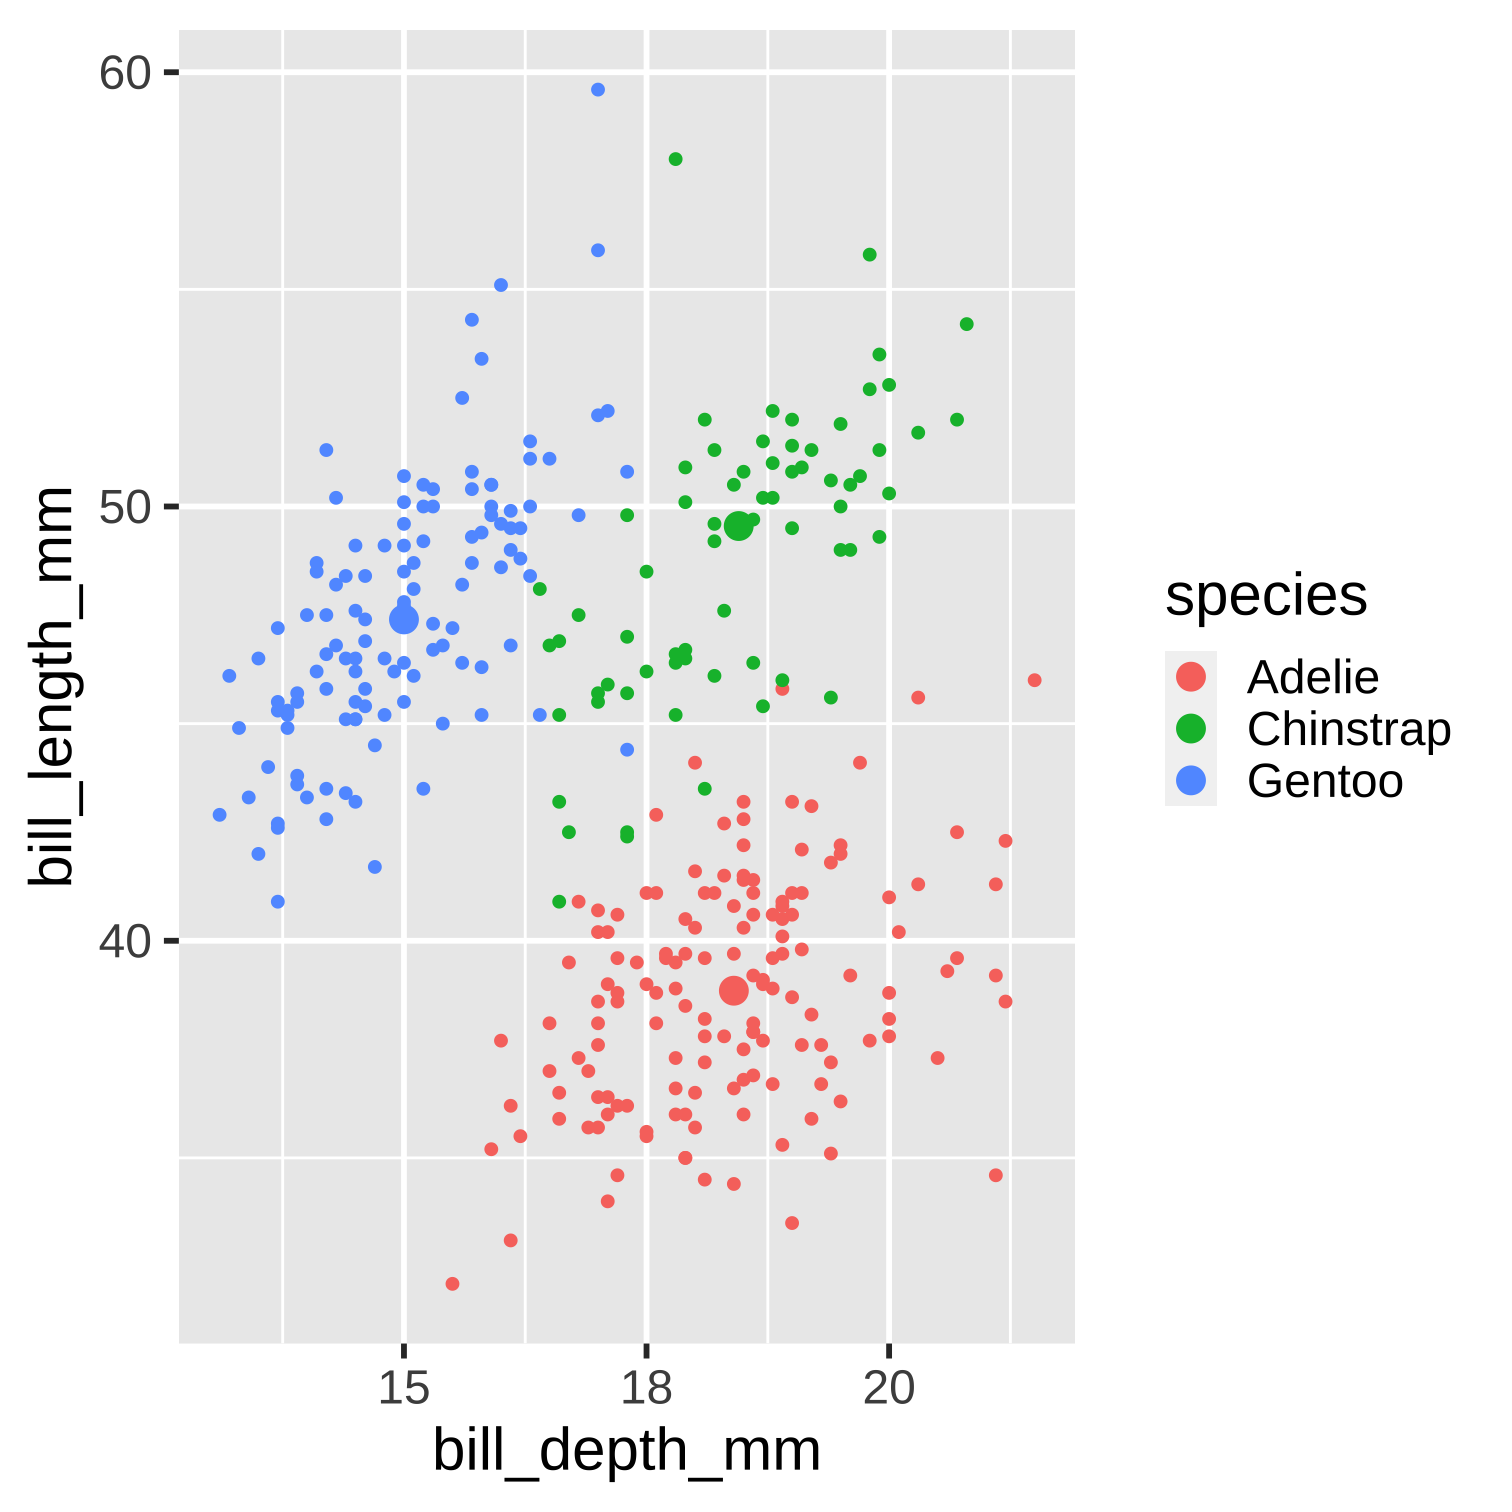 60
50
40
bill_length_mm
15 18 20
bill_depth_mm
species
Adelie
Chinstrap
Gentoo